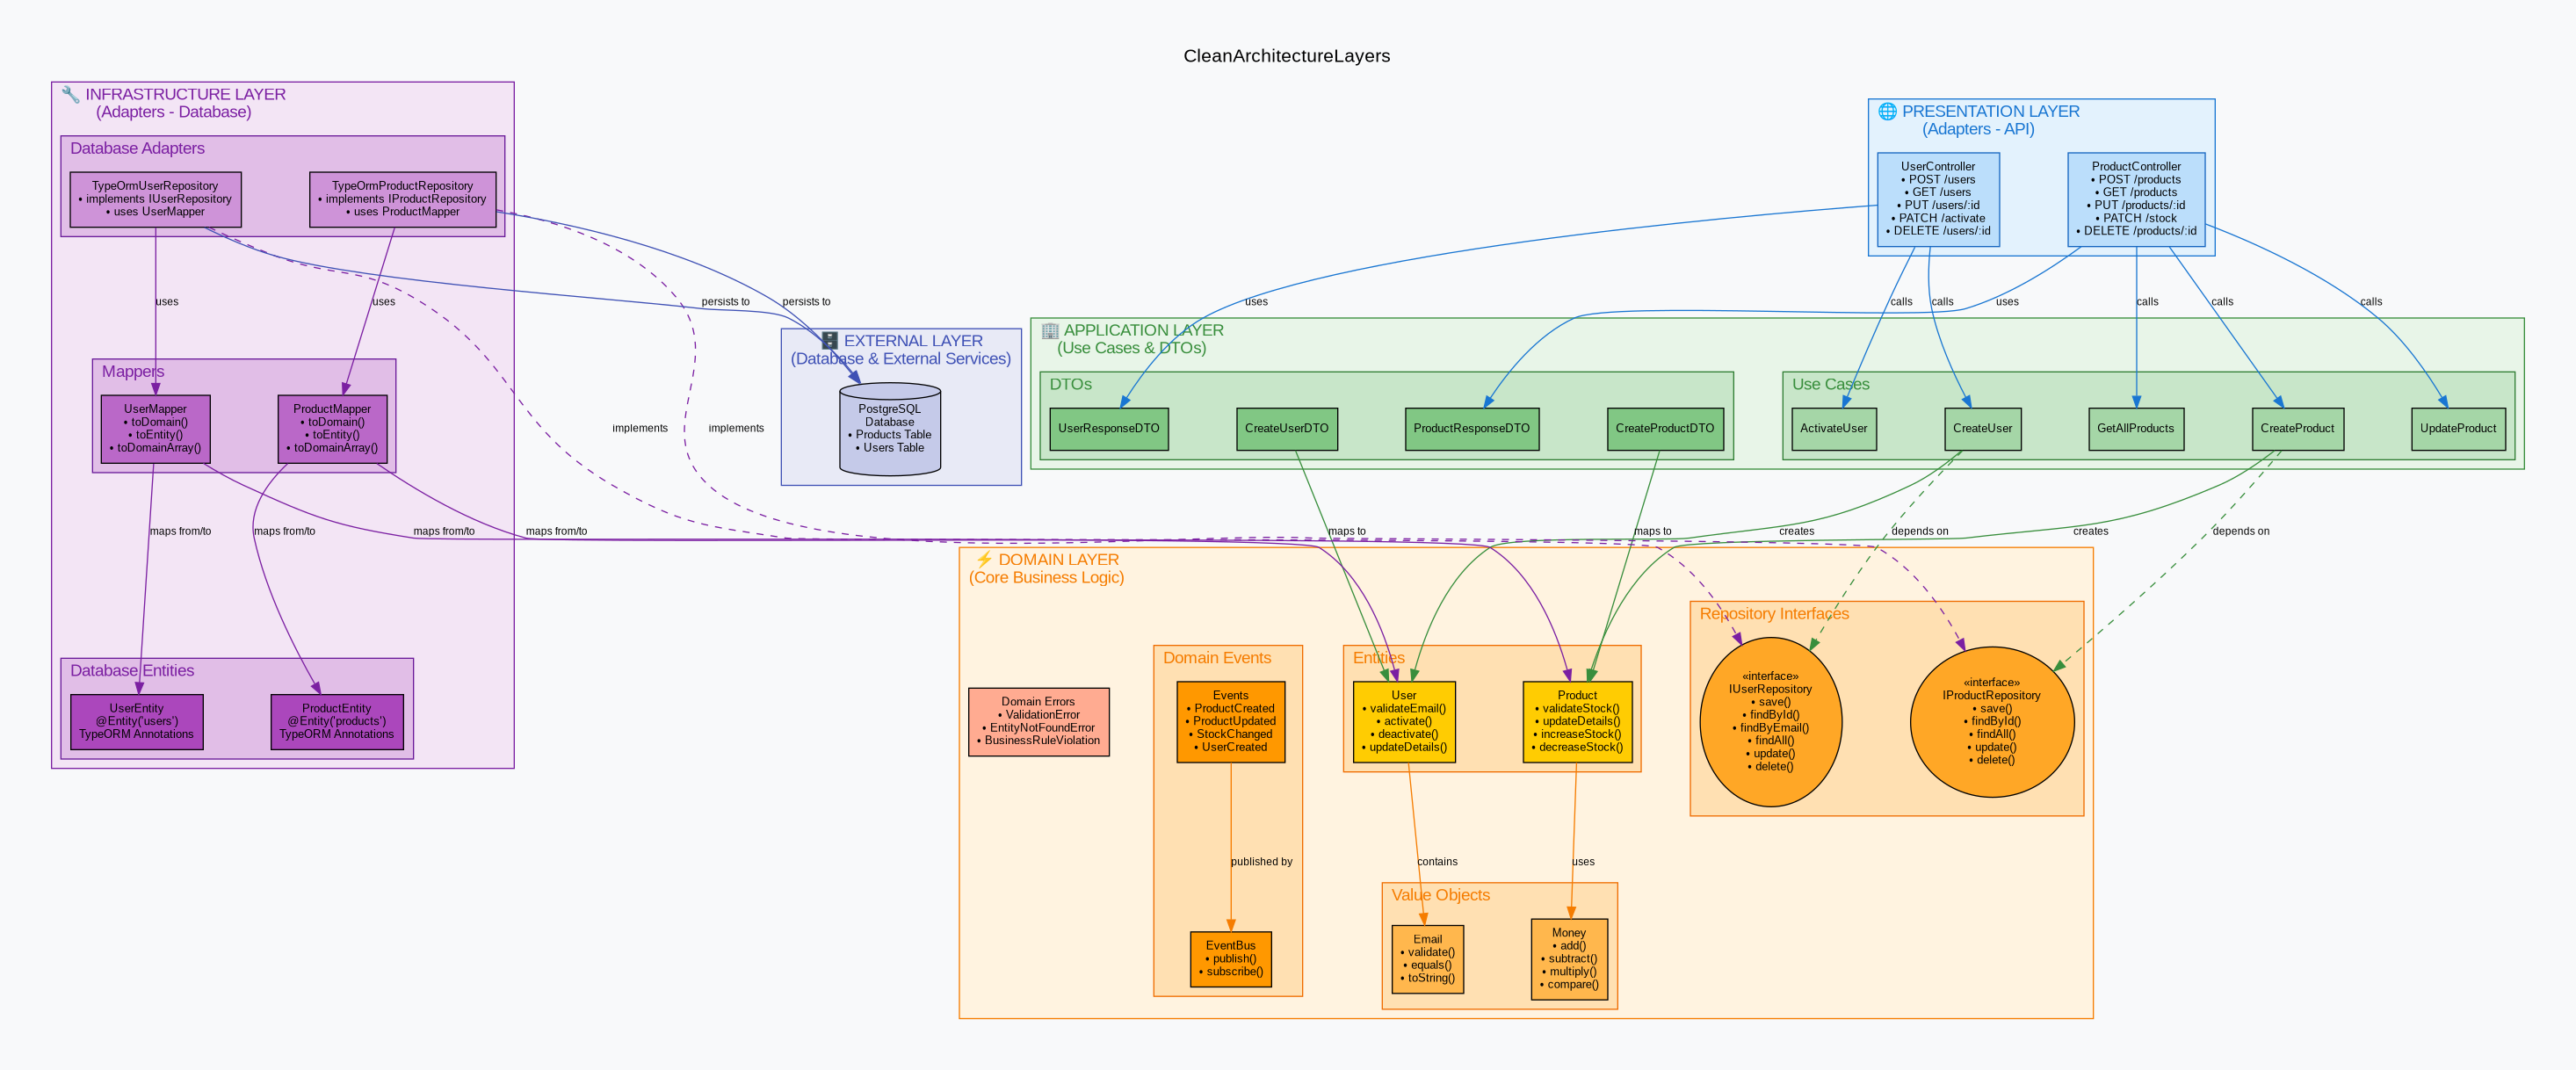 CleanArchitectureLayers
🔧 INFRASTRUCTURE LAYER
(Adapters - Database)
Database Adapters
TypeOrmUserRepository
• implements IUserRepository
• uses UserMapper
TypeOrmProductRepository
• implements IProductRepository
• uses ProductMapper
uses
uses
persists to
persists to
implements
implements
Mappers
UserMapper
• toDomain()
• toEntity()
• toDomainArray()
ProductMapper
• toDomain()
• toEntity()
• toDomainArray()
maps from/to
maps from/to
maps from/to
maps from/to
Database Entities
UserEntity
@Entity('users')
TypeORM Annotations
ProductEntity
@Entity('products')
TypeORM Annotations
🗄️ EXTERNAL LAYER
(Database & External Services)
PostgreSQL
Database
• Products Table
• Users Table
🌐 PRESENTATION LAYER
(Adapters - API)
UserController
• POST /users
• GET /users
• PUT /users/:id
• PATCH /activate
• DELETE /users/:id
ProductController
• POST /products
• GET /products
• PUT /products/:id
• PATCH /stock
• DELETE /products/:id
uses
calls
calls
uses
calls
calls
calls
🏢 APPLICATION LAYER
(Use Cases & DTOs)
DTOs
UserResponseDTO
CreateUserDTO
ProductResponseDTO
CreateProductDTO
Use Cases
ActivateUser
CreateUser
GetAllProducts
CreateProduct
UpdateProduct
maps to
maps to
creates
depends on
creates
depends on
⚡ DOMAIN LAYER
(Core Business Logic)
Domain Errors
• ValidationError
• EntityNotFoundError
• BusinessRuleViolation
Domain Events
Events
• ProductCreated
• ProductUpdated
• StockChanged
• UserCreated
published by
EventBus
• publish()
• subscribe()
Entities
User
• validateEmail()
• activate()
• deactivate()
• updateDetails()
Product
• validateStock()
• updateDetails()
• increaseStock()
• decreaseStock()
contains
uses
Value Objects
Email
• validate()
• equals()
• toString()
Money
• add()
• subtract()
• multiply()
• compare()
Repository Interfaces
«interface»
IUserRepository
• save()
• findById()
• findByEmail()
• findAll()
• update()
• delete()
«interface»
IProductRepository
• save()
• findById()
• findAll()
• update()
• delete()